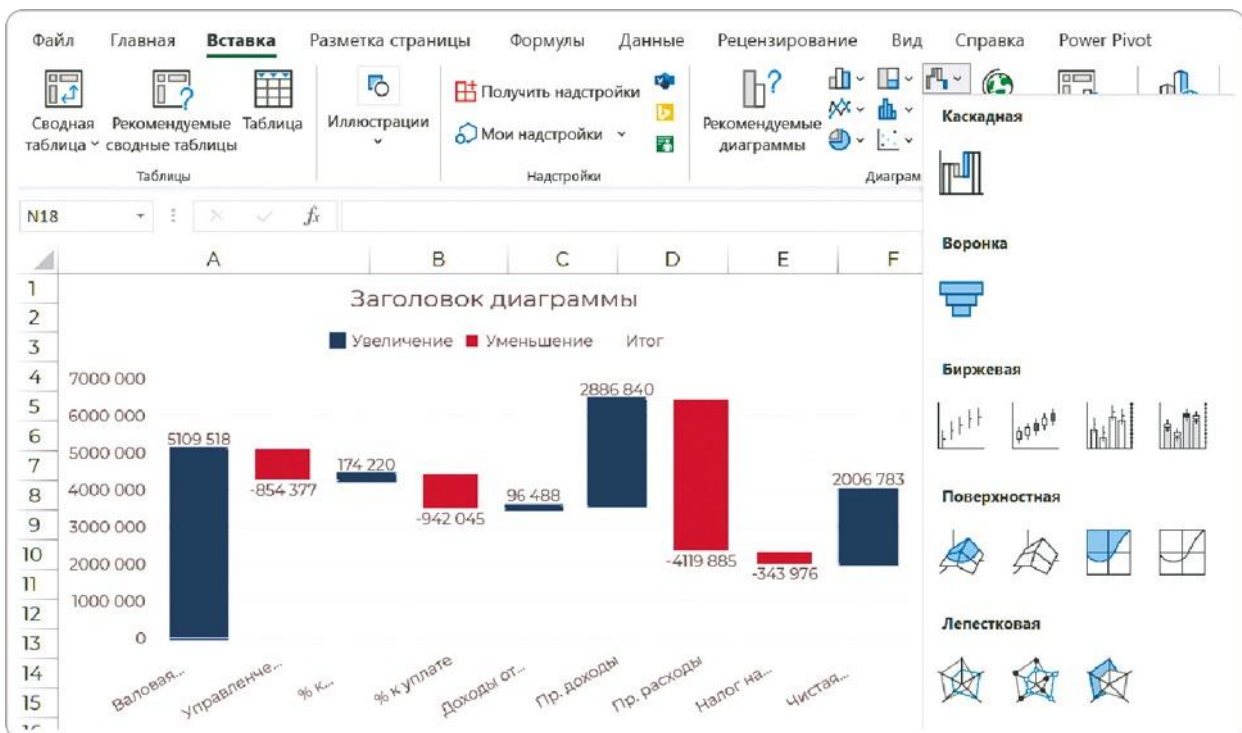 Файл Главная Вставка Разметка страницы Формулы Данные Рецензирование Вид Справка Power Pivot
Сводная таблица
Рекомендуемые сводные таблицы
Таблица
Таблицы
Иллюстрации
Получить надстройки
Мои надстройки
Надстройки
Рекомендуемые диаграммы
Диаграм
N18
fx
A B C D E F
1
2
3
4
5
6
7
8
9
10
11
12
13
14
15
Заголовок диаграммы
Увеличение Уменьшение Итог
7000 000
6000 000
5000 000
4000 000
3000 000
2000 000
1000 000
0
5109 518
-854 377
174 220
-942 045
96 488
2886 840
-4119 885
-343 976
2006 783
Валовая...
Управленче...
% к...
% к уплате
Доходы от...
Пр. доходы
Пр. расходы
Налог на...
Чистая...
Каскадная
Воронка
Биржевая
Поверхностная
Лепестковая